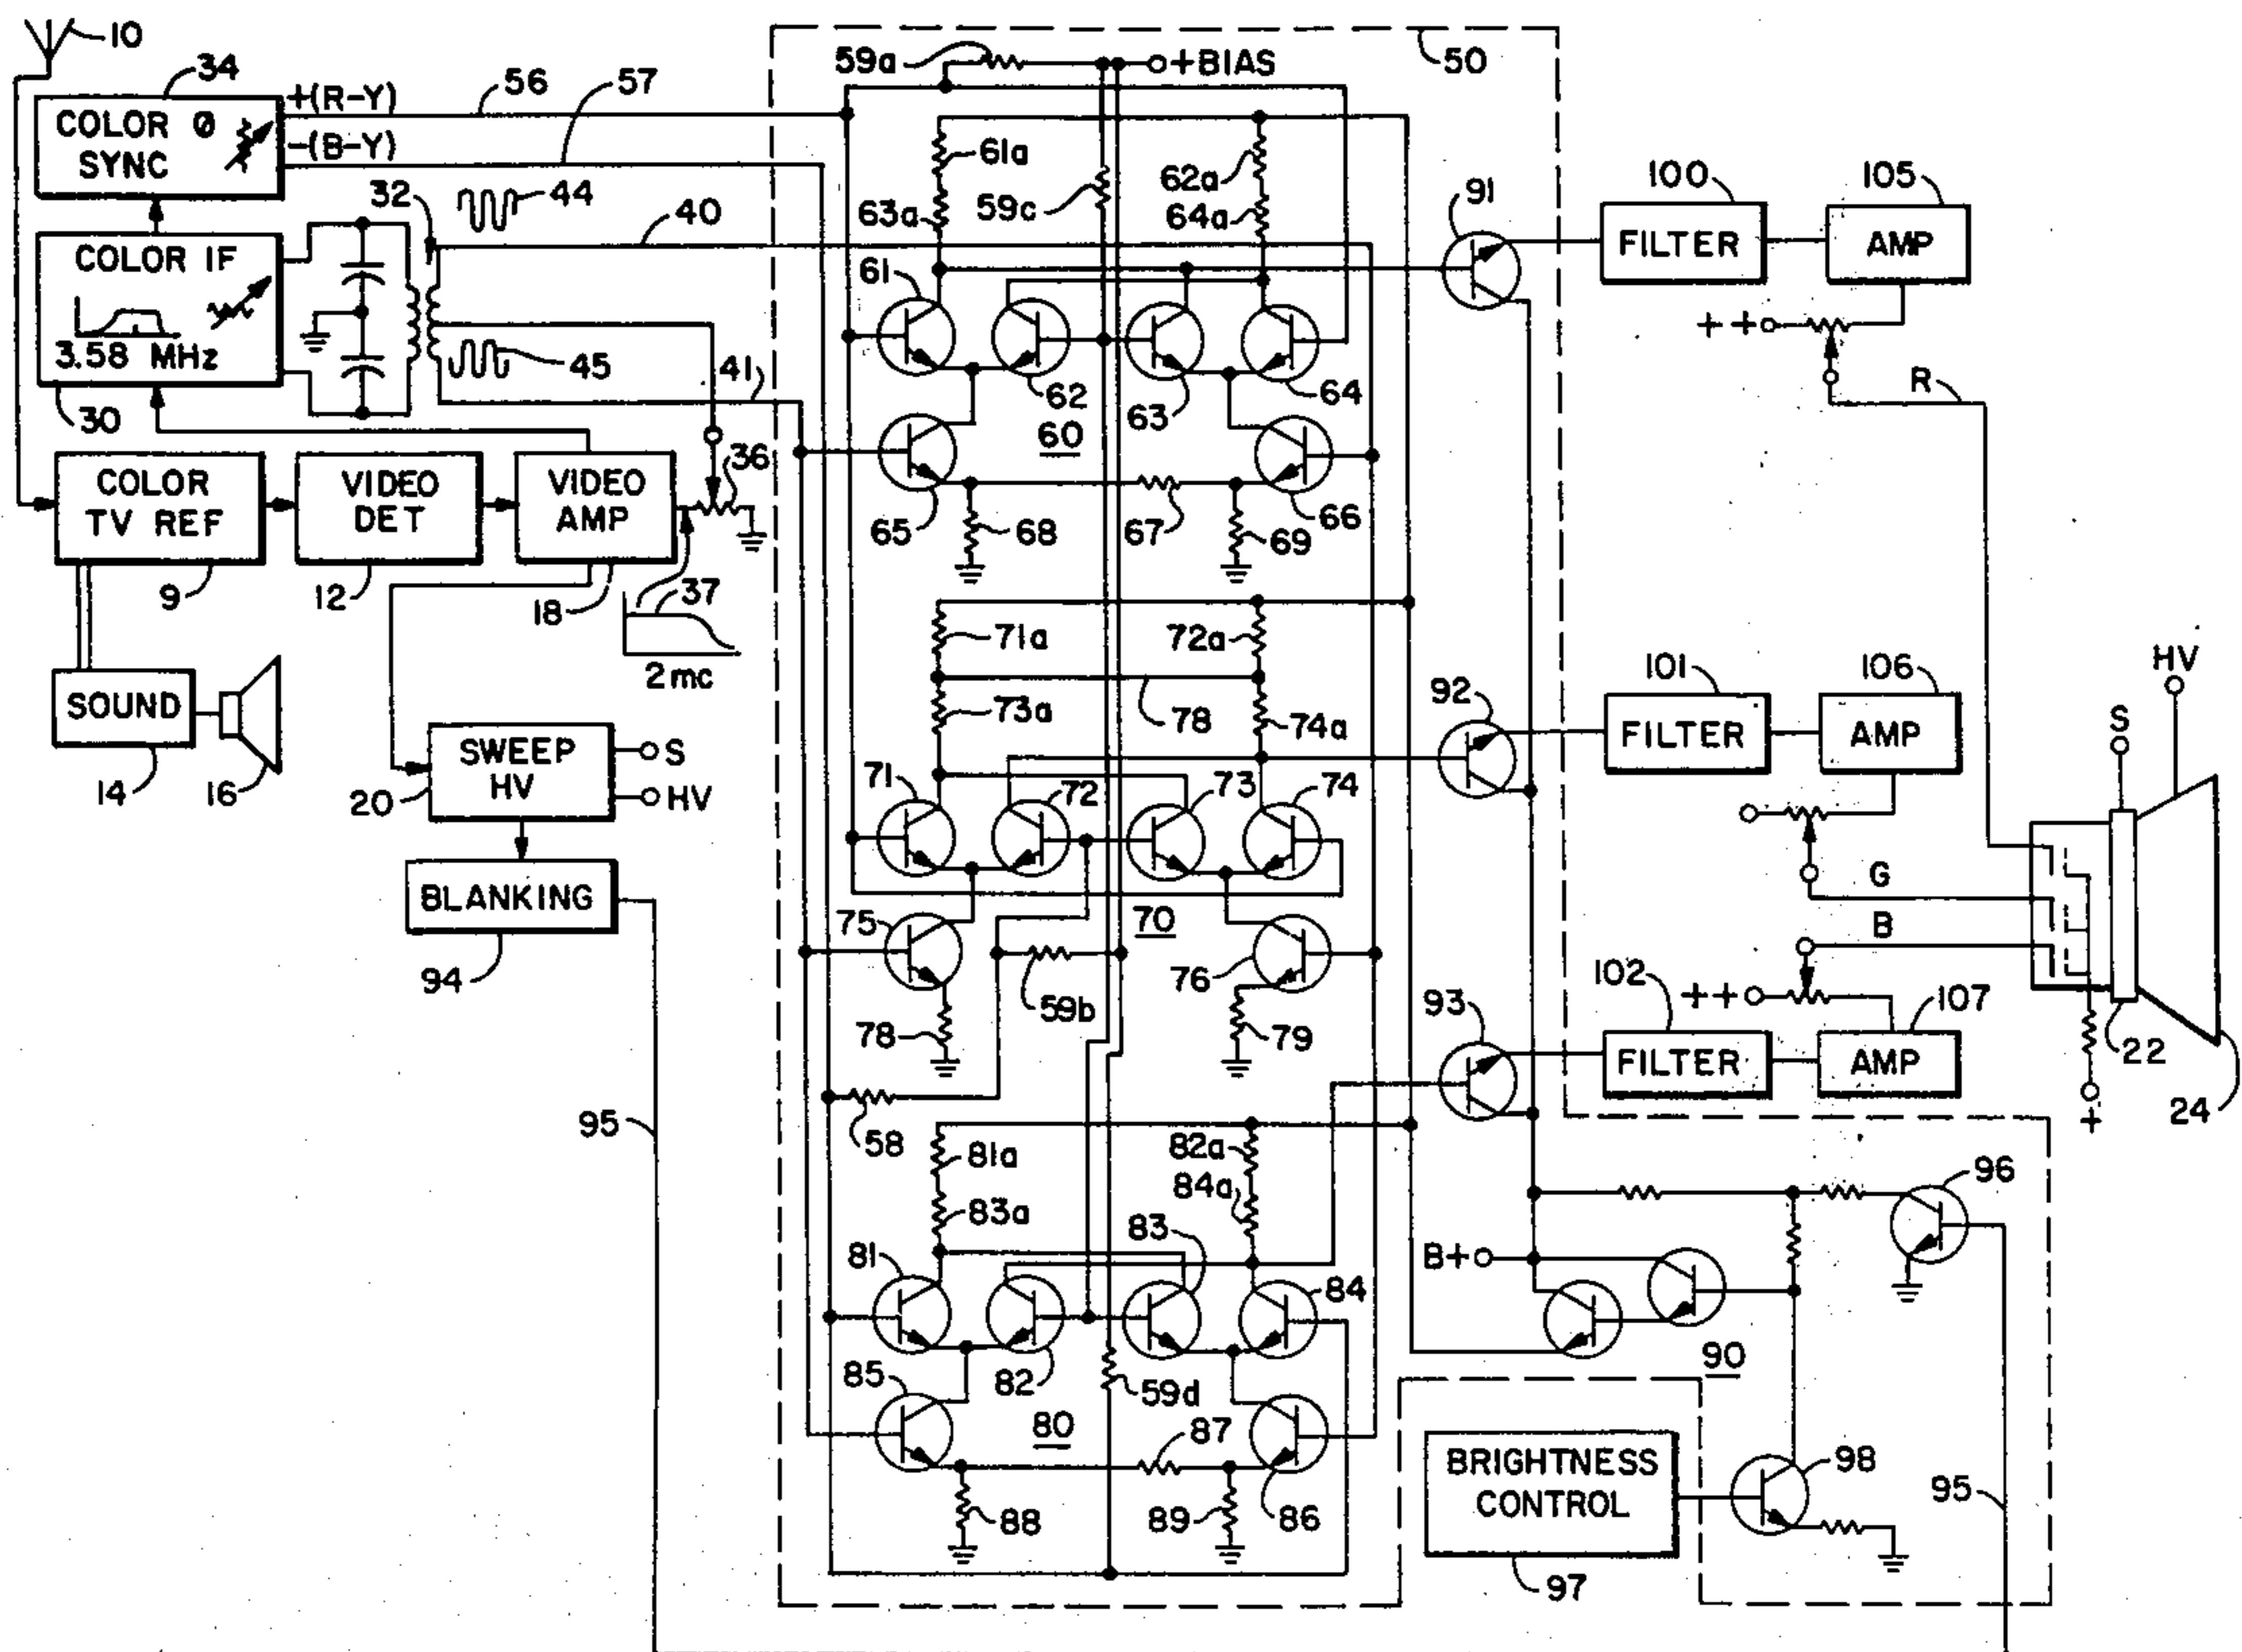 10
34
COLOR Ø
SYNC
+(R-Y)
-(B-Y)
56
57
59a
+BIAS
50
32
44
40
COLOR IF
3.58 MHz
30
45
41
36
COLOR
TV REF
9
VIDEO
DET
12
VIDEO
AMP
18
37
2mc
SOUND
14
16
SWEEP
HV
20
S
HV
BLANKING
94
95
61a
63a
59c
62a
64a
61
62
63
64
60
65
68
67
69
66
71a
72a
73a
78
74a
71
72
73
74
75
70
76
78
59b
79
58
81a
82a
84a
83a
83
81
82
84
85
59d
80
87
88
89
86
91
100
FILTER
105
AMP
++
R
92
101
FILTER
106
AMP
G
B
93
102
++
FILTER
107
AMP
HV
S
22
24
+
96
B+
90
BRIGHTNESS
CONTROL
97
98
95